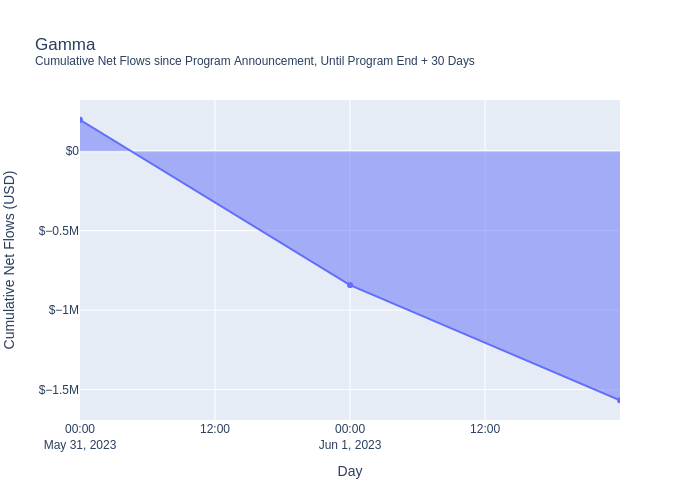 Gamma
Cumulative Net Flows since Program Announcement, Until Program End + 30 Days
Cumulative Net Flows (USD)
$0
$−0.5M
$−1M
$−1.5M
00:00 12:00 00:00 12:00
May 31, 2023 Jun 1, 2023
Day